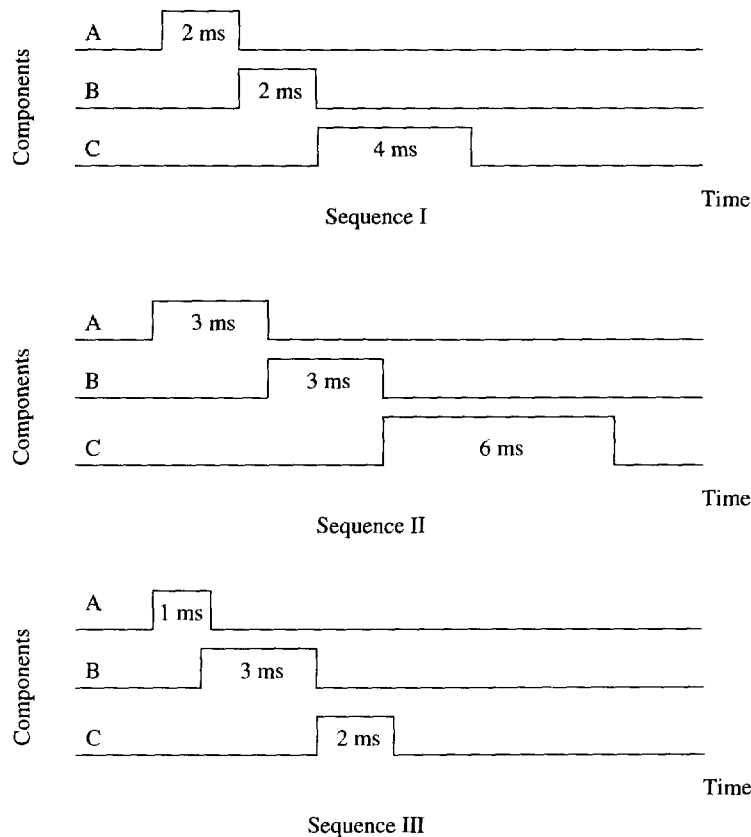 A
2 ms
B
2 ms
C
4 ms
Components
Time
Sequence I
A
3 ms
B
3 ms
C
6 ms
Components
Time
Sequence II
A
1 ms
B
3 ms
C
2 ms
Components
Time
Sequence III